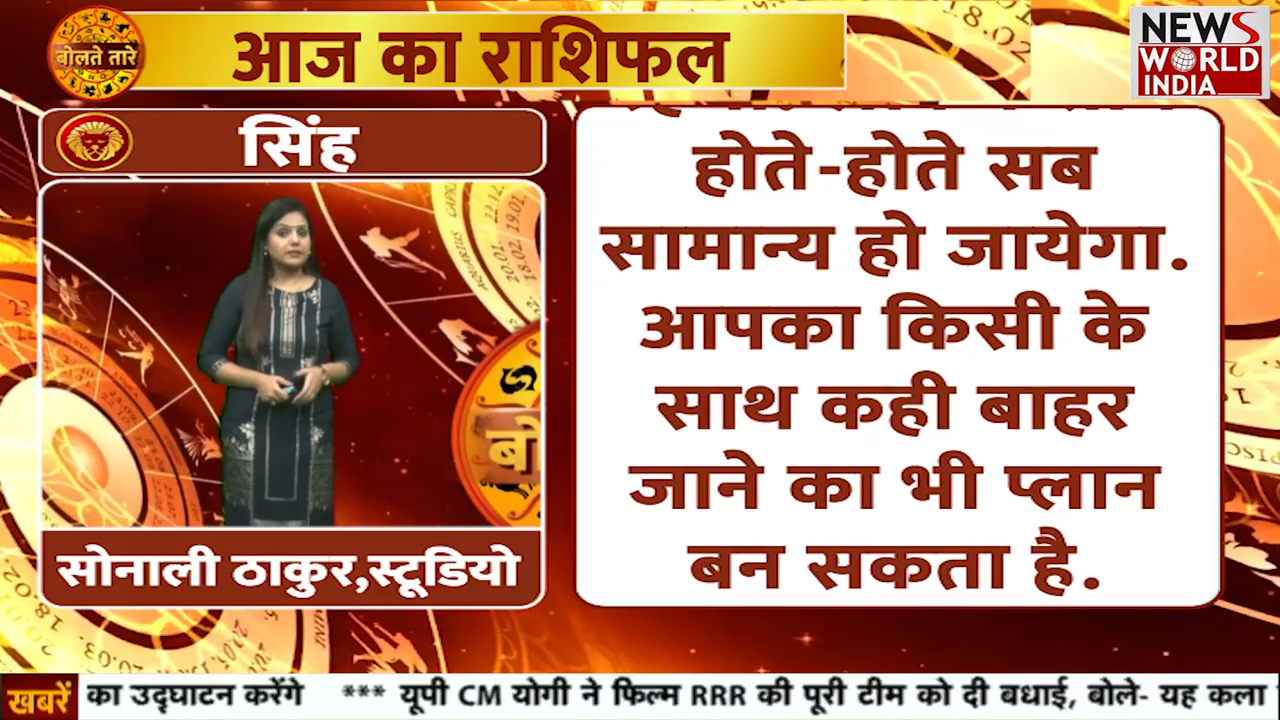 बोलते तारे
आज का राशिफल
NEWS
WORLD
INDIA
सिंह
होते-होते सब
सामान्य हो जायेगा.
आपका किसी के
साथ कही बाहर
जाने का भी प्लान
बन सकता है.
सोनाली ठाकुर,स्टूडियो
खबरें
का उद्घाटन करेंगे *** यूपी CM योगी ने फिल्म RRR की पूरी टीम को दी बधाई, बोले- यह कला